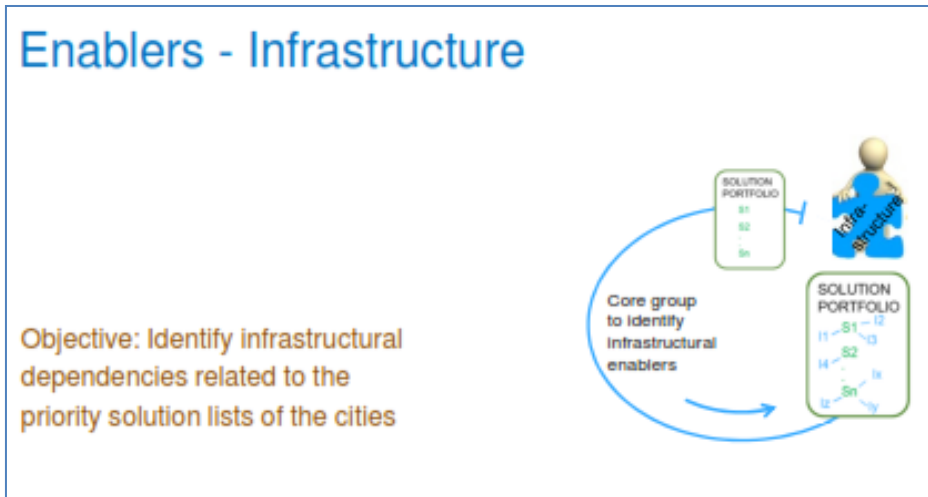 Enablers - Infrastructure
SOLUTION
PORTFOLIO
S1
S2
.
.
Sn
Infra-
structure
Core group
to identify
infrastructural
enablers
SOLUTION
PORTFOLIO
I1 S1 I2
I3
I4 S2
.
.
Sn Ix
Iz Iy
Objective: Identify infrastructural
dependencies related to the
priority solution lists of the cities